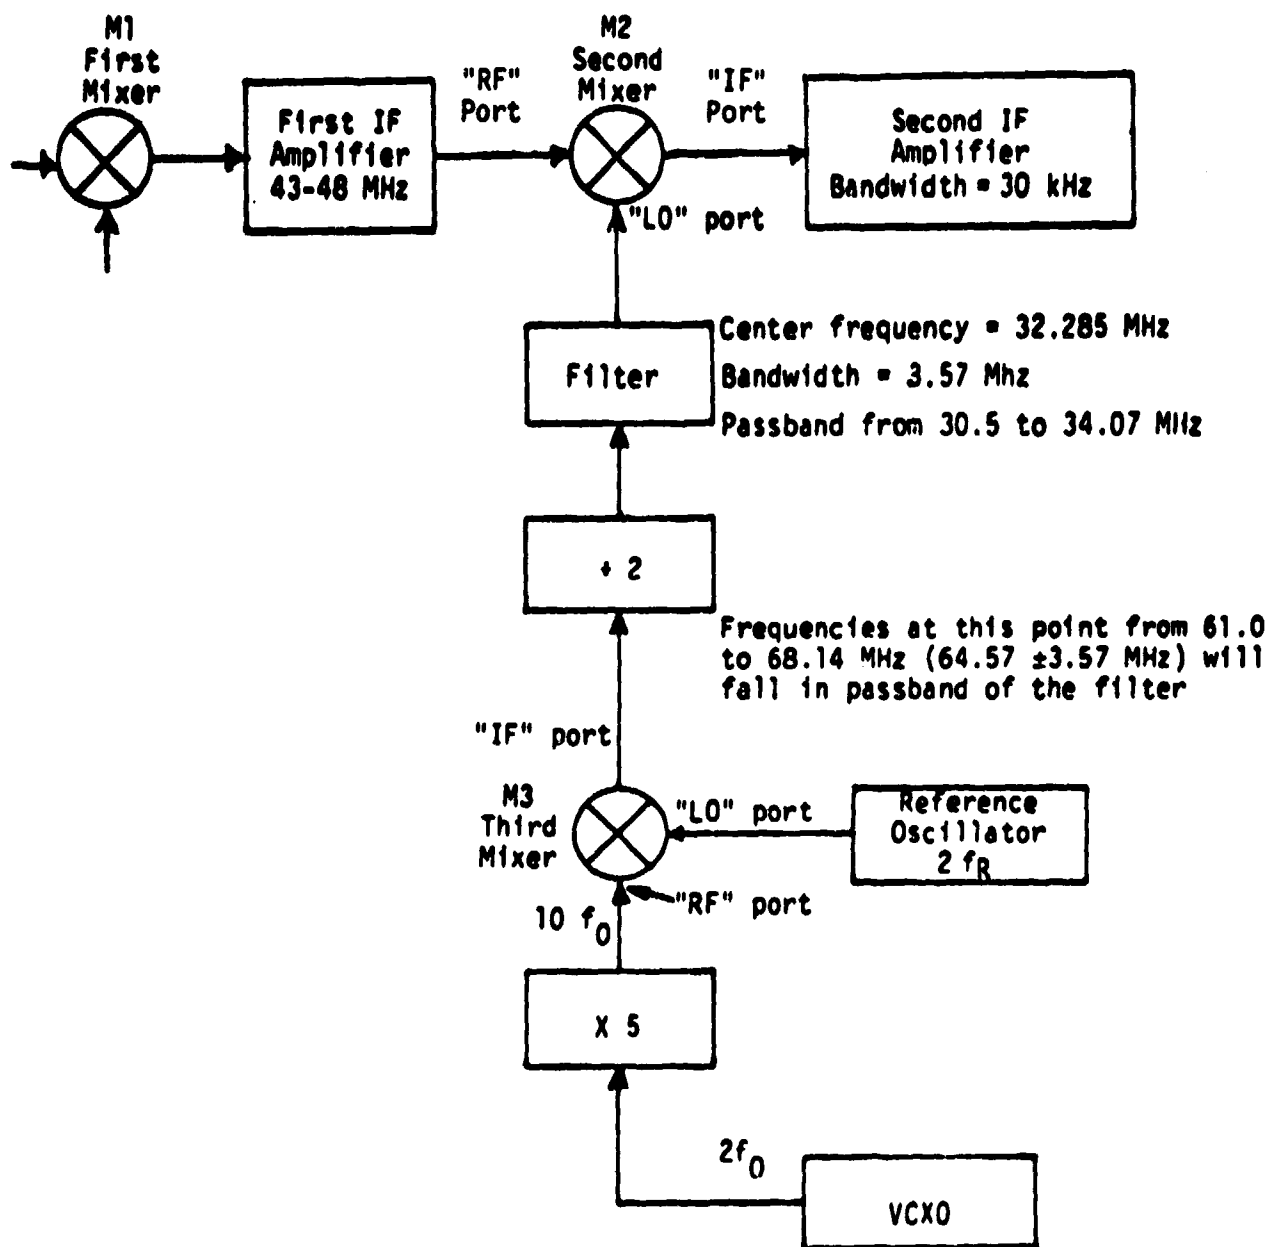 M1
First
Mixer
First IF
Amplifier
43-48 MHz
"RF"
Port
M2
Second
Mixer
"IF"
Port
Second IF
Amplifier
Bandwidth = 30 kHz
"LO" port
Filter
Center frequency = 32.285 MHz
Bandwidth = 3.57 Mhz
Passband from 30.5 to 34.07 MHz
÷ 2
Frequencies at this point from 61.0
to 68.14 MHz (64.57 ±3.57 MHz) will
fall in passband of the filter
"IF" port
M3
Third
Mixer
"LO" port
Reference
Oscillator
2 fR
"RF" port
10 f0
X 5
2f0
VCXO